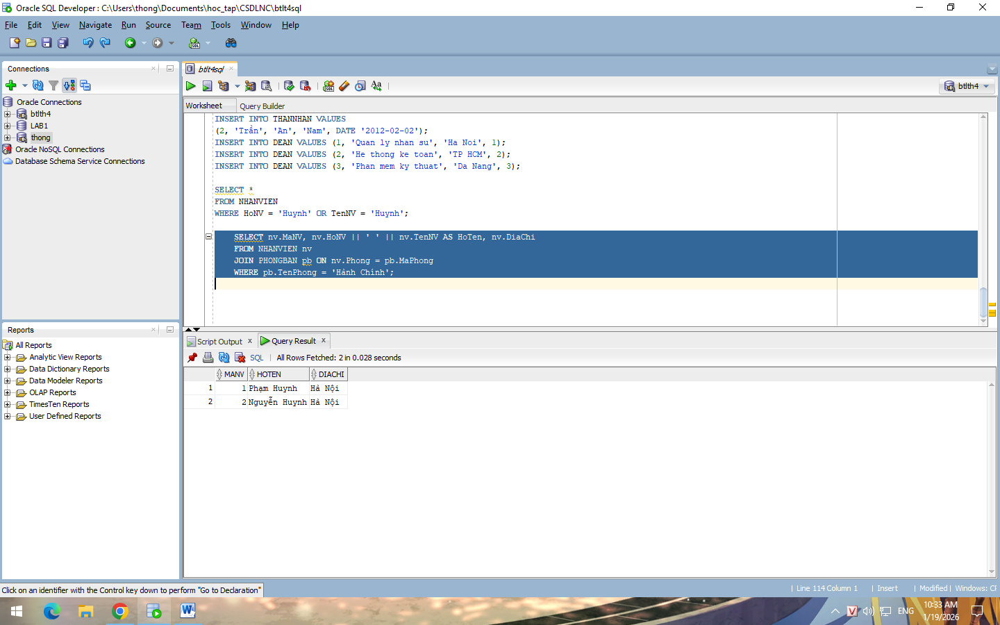 Oracle SQL Developer : C:\Users\thong\Documents\hoc_tap\CSDLNC\btlt4sql
File Edit View Navigate Run Source Team Tools Window Help
Connections
Oracle Connections
btlth4
LAB1
thong
Oracle NoSQL Connections
Database Schema Service Connections
Reports
All Reports
Analytic View Reports
Data Dictionary Reports
Data Modeler Reports
OLAP Reports
TimesTen Reports
User Defined Reports
btlt4sql
btlth4
Worksheet Query Builder
INSERT INTO THANNHAN VALUES
(2, 'Trần', 'An', 'Nam', DATE '2012-02-02');
INSERT INTO DEAN VALUES (1, 'Quan ly nhan su', 'Ha Noi', 1);
INSERT INTO DEAN VALUES (2, 'He thong ke toan', 'TP HCM', 2);
INSERT INTO DEAN VALUES (3, 'Phan mem ky thuat', 'Da Nang', 3);
SELECT *
FROM NHANVIEN
WHERE HoNV = 'Huynh' OR TenNV = 'Huynh';
SELECT nv.MaNV, nv.HoNV || ' ' || nv.TenNV AS HoTen, nv.DiaChi
FROM NHANVIEN nv
JOIN PHONGBAN pb ON nv.Phong = pb.MaPhong
WHERE pb.TenPhong = 'Hành Chính';
Script Output Query Result
SQL All Rows Fetched: 2 in 0.028 seconds
MANV HOTEN DIACHI
1 1 Phạm Huynh Hà Nội
2 2 Nguyễn Huynh Hà Nội
Click on an identifier with the Control key down to perform "Go to Declaration"
Line 114 Column 1 Insert Modified Windows: CF
ENG
10:33 AM
1/19/2026